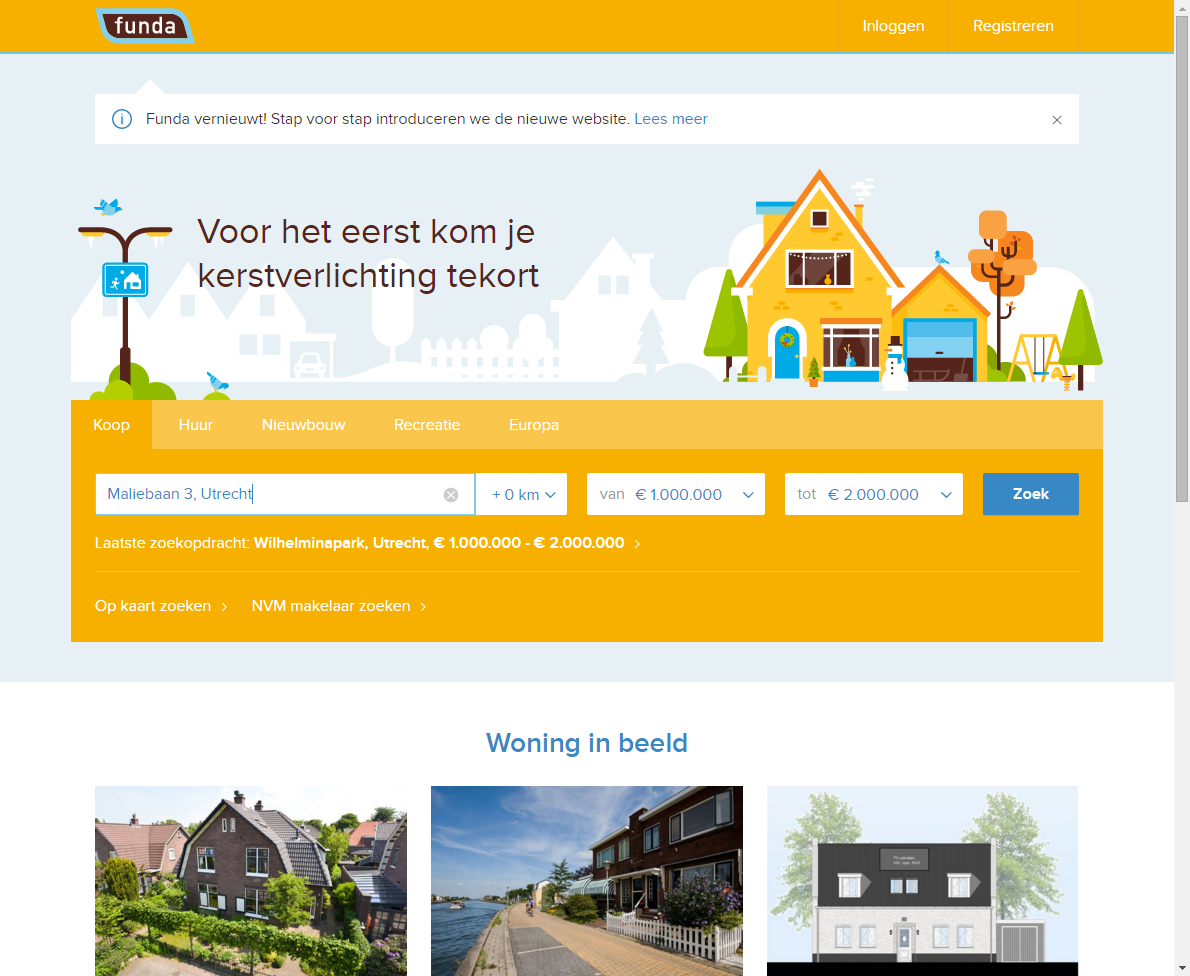 funda
Inloggen
Registreren
Funda vernieuwt! Stap voor stap introduceren we de nieuwe website. Lees meer
Voor het eerst kom je
kerstverlichting tekort
Koop
Huur
Nieuwbouw
Recreatie
Europa
Maliebaan 3, Utrecht
+ 0 km
van € 1.000.000
tot € 2.000.000
Zoek
Laatste zoekopdracht: Wilhelminapark, Utrecht, € 1.000.000 - € 2.000.000
Op kaart zoeken
NVM makelaar zoeken
Woning in beeld